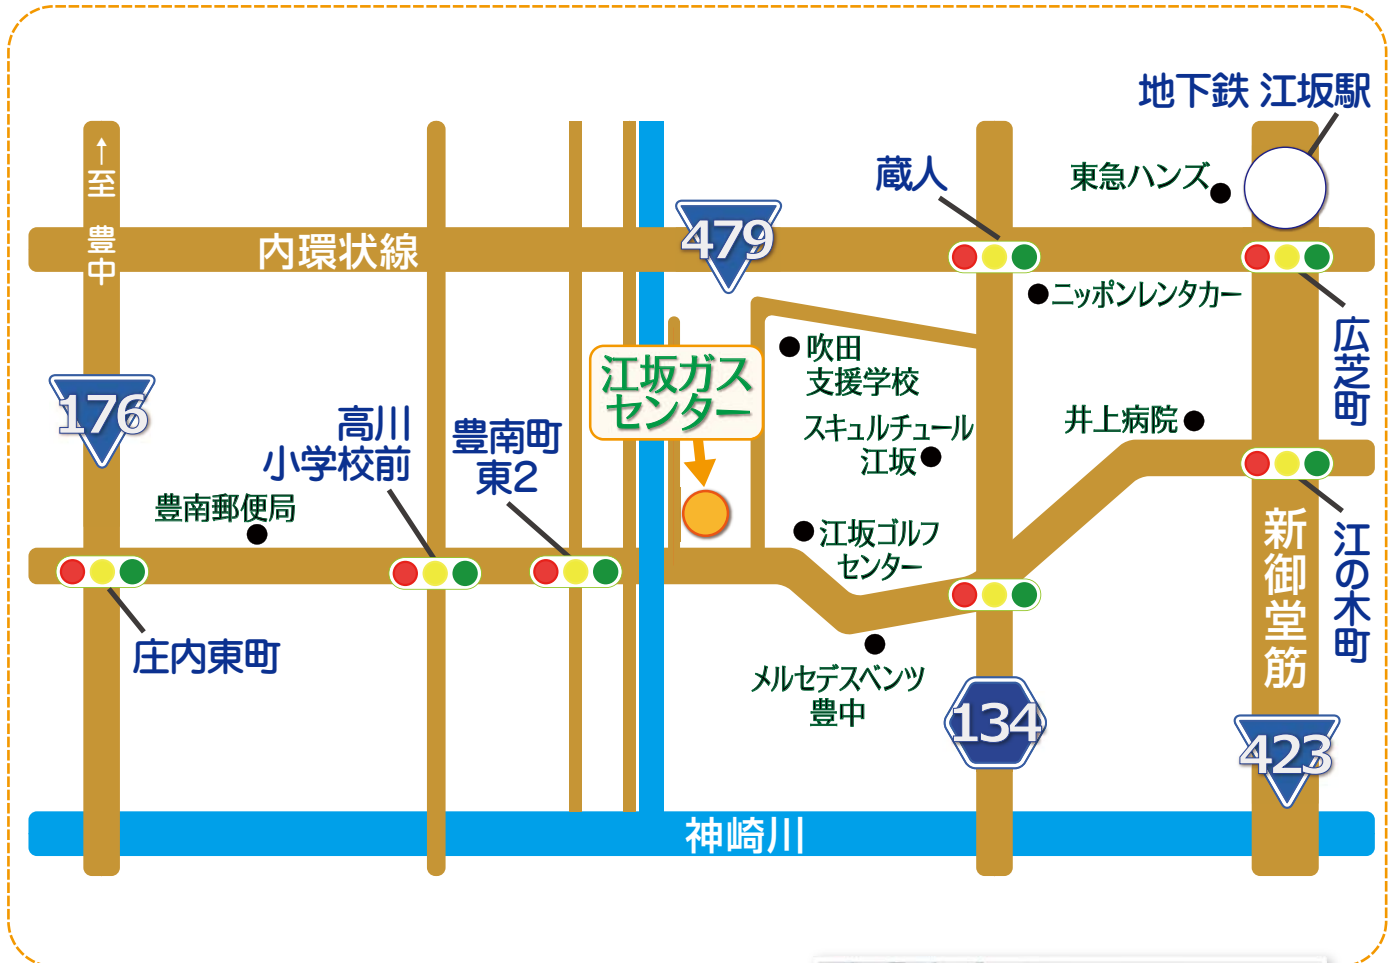 地下鉄 江坂駅
↑至 豊中
蔵人
東急ハンズ
内環状線
479
ニッポンレンタカー
広芝町
吹田
支援学校
江坂ガス
センター
176
高川
小学校前
豊南町
東2
スキュルチュール
江坂
井上病院
豊南郵便局
江坂ゴルフ
センター
新御堂筋
江の木町
庄内東町
メルセデスベンツ
豊中
134
423
神崎川